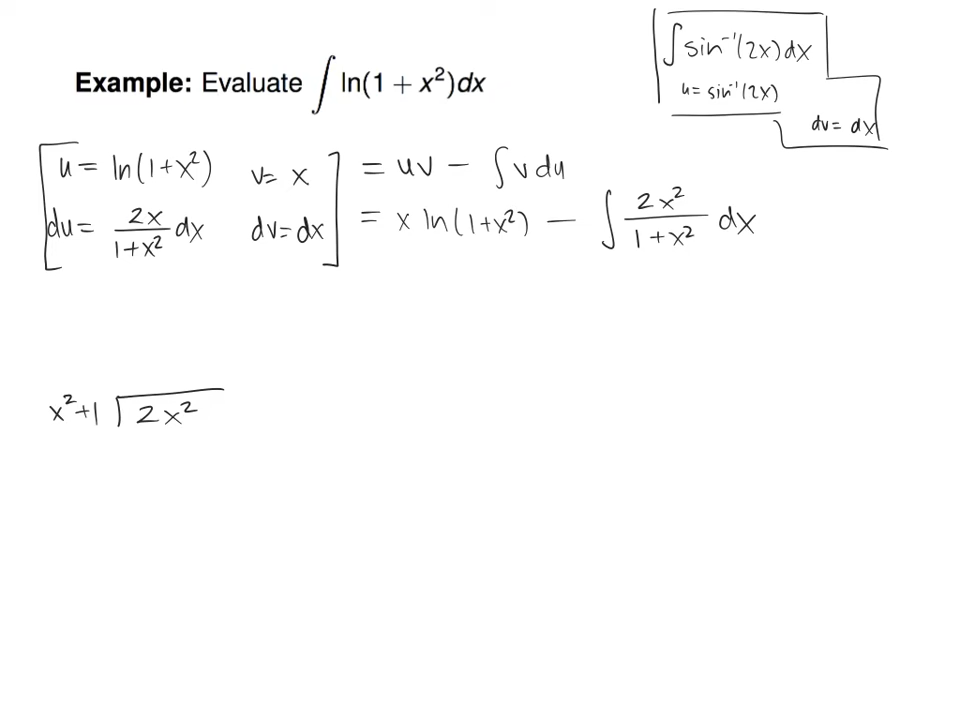 Example: Evaluate ∫ ln(1 + x²)dx
∫ sin⁻¹(2x) dx
u = sin⁻¹(2x)
dv = dx
u = ln(1+x²) v= x = uv − ∫ v du
du = 2x/(1+x²) dx dv = dx = x ln(1+x²) − ∫ 2x²/(1+x²) dx
x²+1 ⟌ 2x²